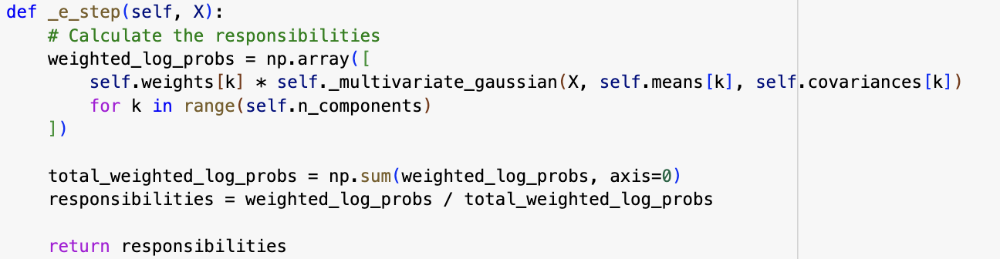 def _e_step(self, X):
    # Calculate the responsibilities
    weighted_log_probs = np.array([
        self.weights[k] * self._multivariate_gaussian(X, self.means[k], self.covariances[k])
        for k in range(self.n_components)
    ])

    total_weighted_log_probs = np.sum(weighted_log_probs, axis=0)
    responsibilities = weighted_log_probs / total_weighted_log_probs

    return responsibilities